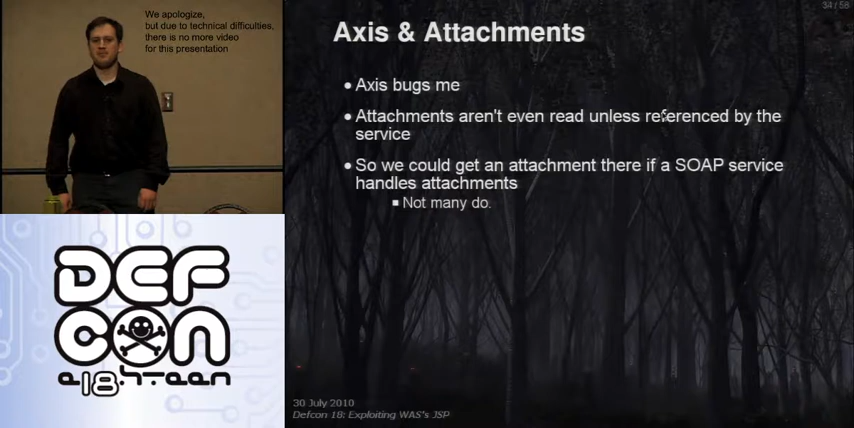 We apologize,
but due to technical difficulties,
there is no more video
for this presentation
DEF
CON
e18hteen
34 / 56
Axis & Attachments
• Axis bugs me
• Attachments aren't even read unless referenced by the
service
• So we could get an attachment there if a SOAP service
handles attachments
▪ Not many do.
30 July 2010
Defcon 18: Exploiting WAS's JSP